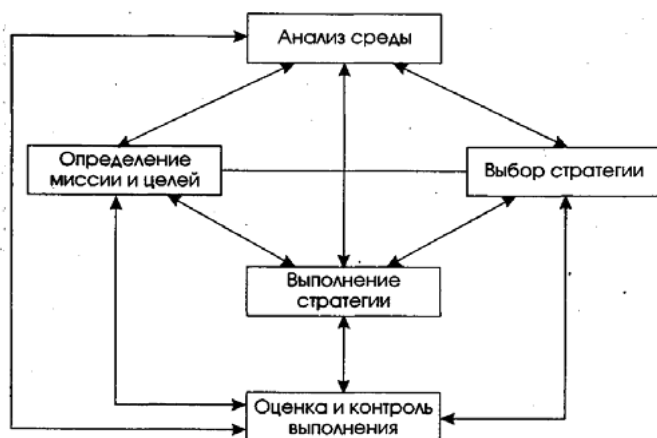 Анализ среды
Определение
миссии и целей
Выбор стратегии
Выполнение
стратегии
Оценка и контроль
выполнения